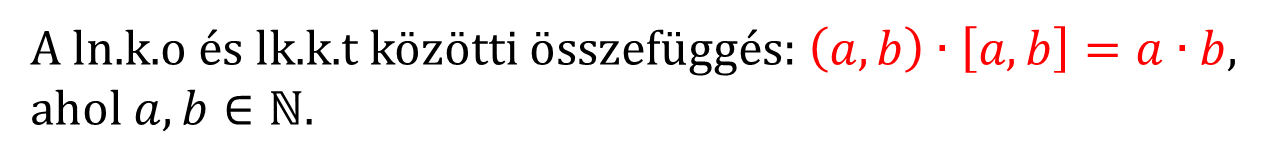 A ln.k.o és lk.k.t közötti összefüggés: (a, b) · [a, b] = a · b,
ahol a, b ∈ ℕ.